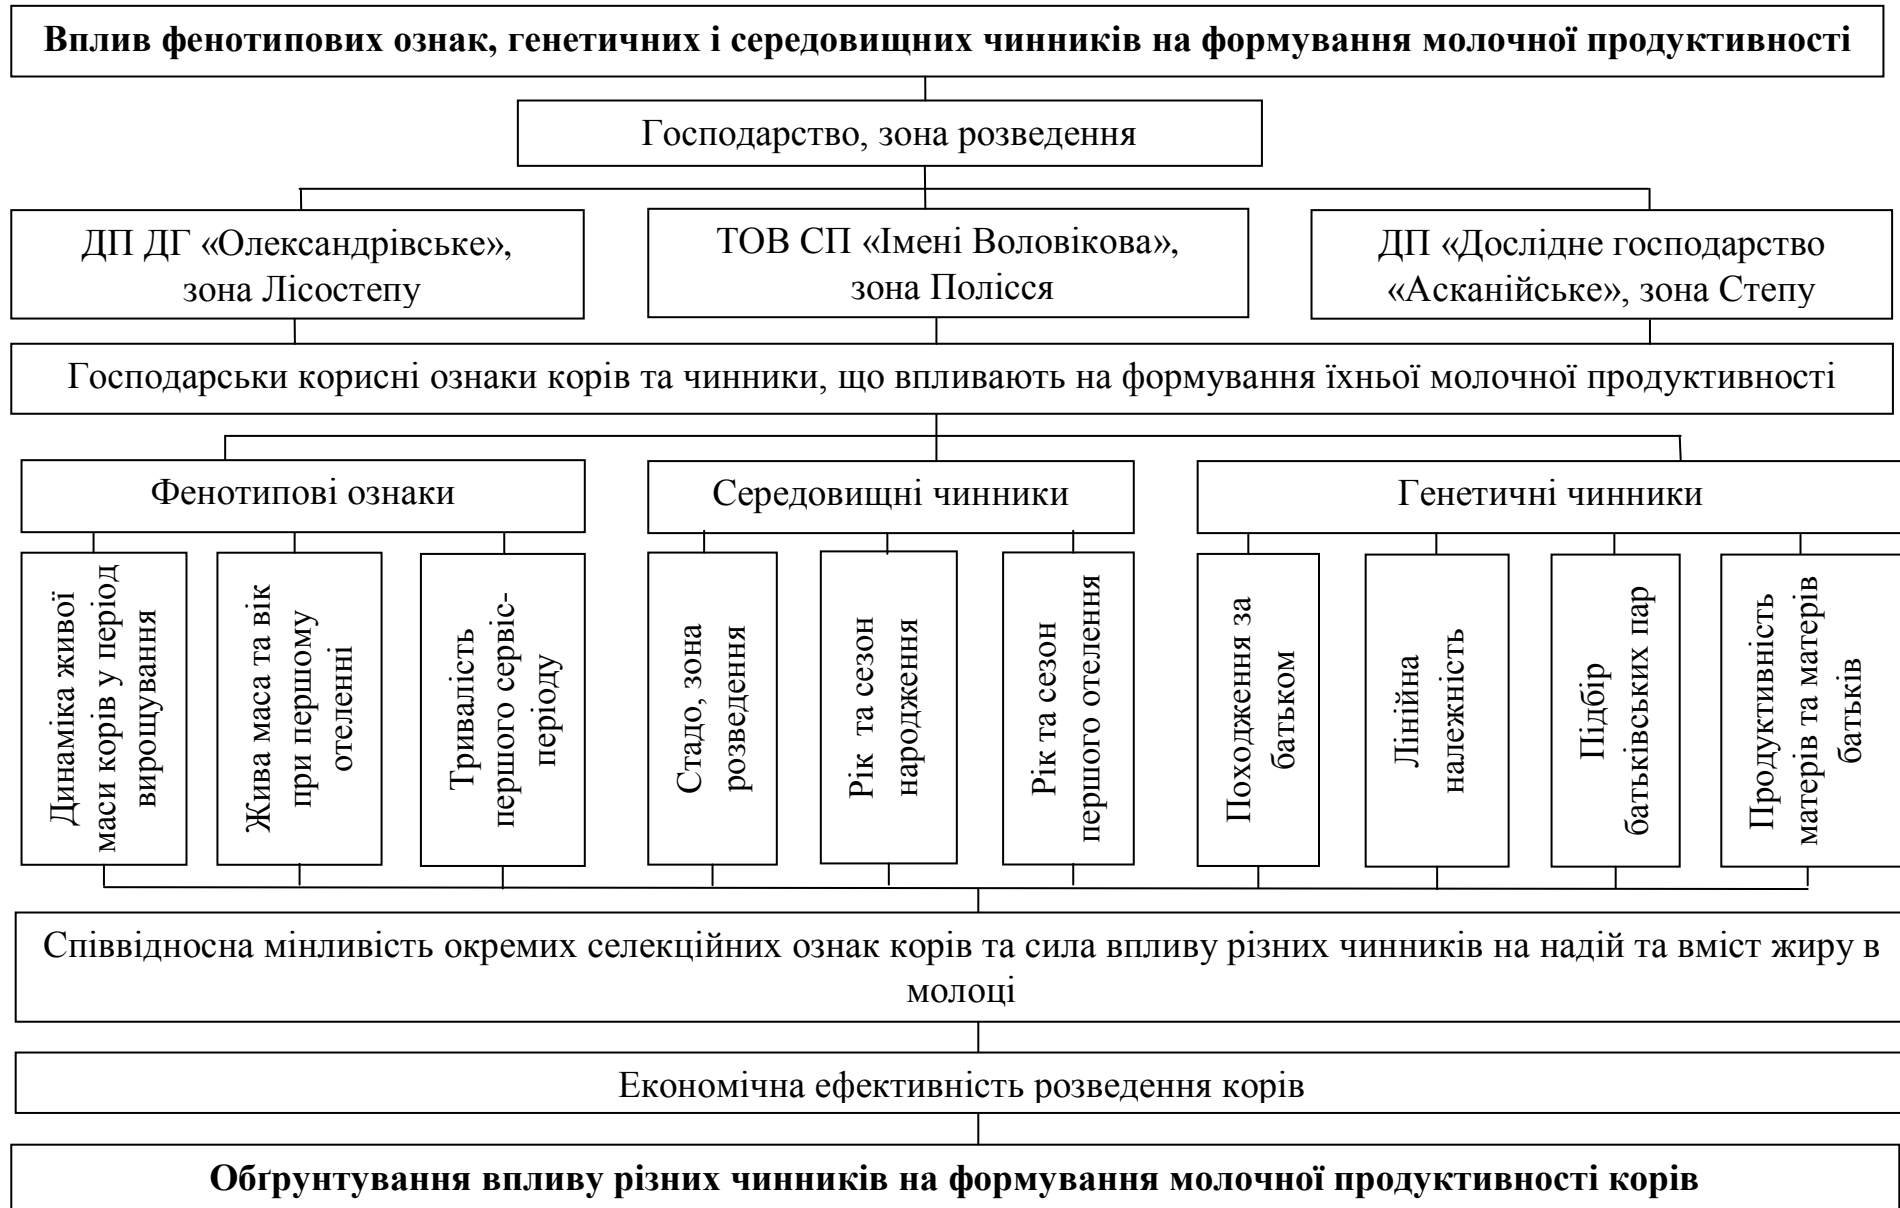 Вплив фенотипових ознак, генетичних і середовищних чинників на формування молочної продуктивності
Господарство, зона розведення
ДП ДГ «Олександрівське»,
зона Лісостепу
ТОВ СП «Імені Воловікова»,
зона Полісся
ДП «Дослідне господарство
«Асканійське», зона Степу
Господарськи корисні ознаки корів та чинники, що впливають на формування їхньої молочної продуктивності
Фенотипові ознаки
Середовищні чинники
Генетичні чинники
Динаміка живої
маси корів у період
вирощування
Жива маса та вік
при першому
отеленні
Тривалість
першого сервіс-
періоду
Стадо, зона
розведення
Рік та сезон
народження
Рік та сезон
першого отелення
Походження за
батьком
Лінійна
належність
Підбір
батьківських пар
Продуктивність
матерів та матерів
батьків
Співвідносна мінливість окремих селекційних ознак корів та сила впливу різних чинників на надій та вміст жиру в
молоці
Економічна ефективність розведення корів
Обґрунтування впливу різних чинників на формування молочної продуктивності корів